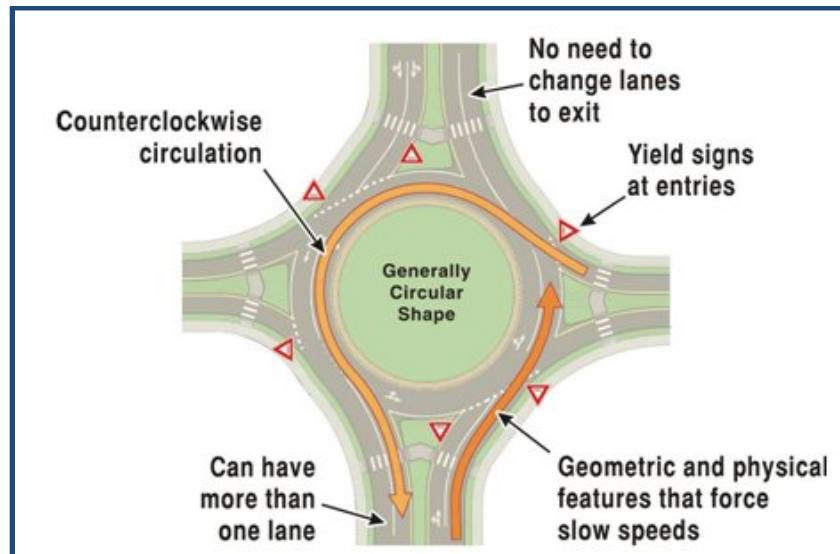 No need to
change lanes
to exit
Counterclockwise
circulation
Yield signs
at entries
Generally
Circular
Shape
Can have
more than
one lane
Geometric and physical
features that force
slow speeds